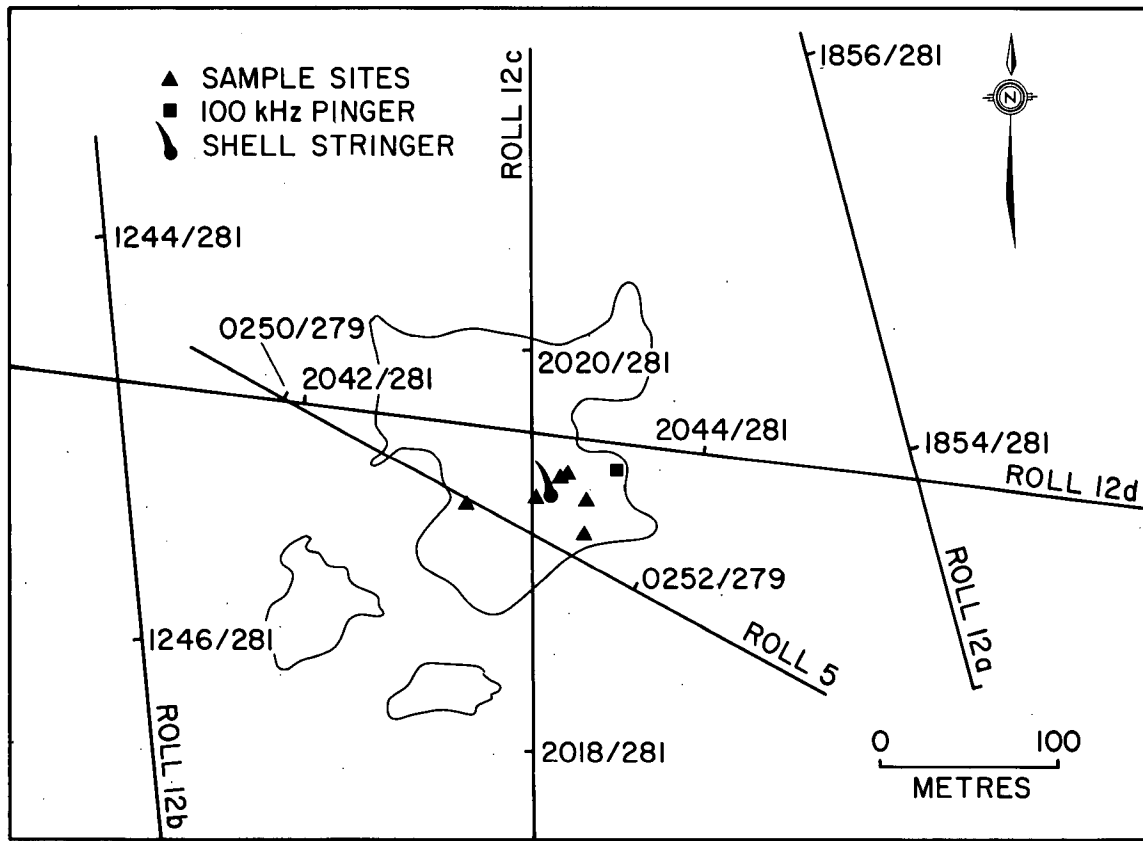 ▲ SAMPLE SITES
■ 100 kHz PINGER
SHELL STRINGER
ROLL 12c
1856/281
N
1244/281
0250/279
2042/281
2020/281
2044/281
1854/281
ROLL 12d
0252/279
1246/281
ROLL 5
ROLL 12a
ROLL 12b
2018/281
0 100
METRES